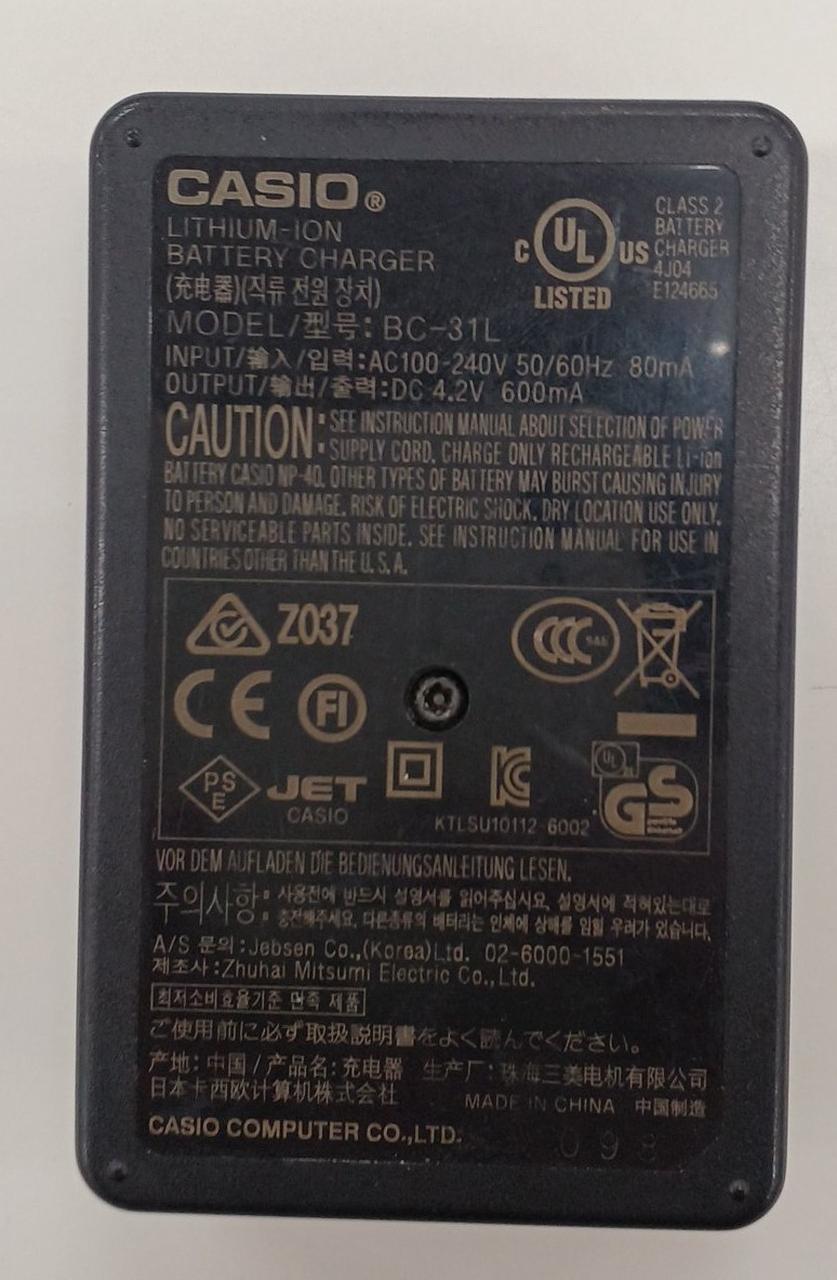 CASIO®
LITHIUM-ION
BATTERY CHARGER
(充电器)(직류 전원 장치)
C UL US
LISTED
CLASS 2
BATTERY
CHARGER
4J04
E124665
MODEL/型号: BC-31L
INPUT/输入/입력:AC100-240V 50/60Hz 80mA
OUTPUT/输出/출력:DC 4.2V 600mA
CAUTION: SEE INSTRUCTION MANUAL ABOUT SELECTION OF POWER
SUPPLY CORD. CHARGE ONLY RECHARGEABLE Li-ion
BATTERY CASIO NP-40. OTHER TYPES OF BATTERY MAY BURST CAUSING INJURY
TO PERSON AND DAMAGE. RISK OF ELECTRIC SHOCK. DRY LOCATION USE ONLY.
NO SERVICEABLE PARTS INSIDE. SEE INSTRUCTION MANUAL FOR USE IN
COUNTRIES OTHER THAN THE U.S.A.
Z037
CCC S&E
CE FI
PS
E
JET
CASIO
KC
KTLSU10112-6002
UL
GS
VOR DEM AUFLADEN DIE BEDIENUNGSANLEITUNG LESEN.
주의사항: 사용전에 반드시 설명서를 읽어주십시요, 설명서에 적혀있는대로
충전해주세요, 다른종류의 배터리는 인체에 상해를 입힐 우려가 있습니다.
A/S 문의:Jebsen Co.,(Korea)Ltd. 02-6000-1551
제조사:Zhuhai Mitsumi Electric Co.,Ltd.
최저소비효율기준 만족 제품
ご使用前に必ず取扱説明書をよく読んでください。
产地: 中国/产品名: 充电器 生产厂: 珠海三美电机有限公司
日本卡西欧计算机株式会社
MADE IN CHINA 中国制造
CASIO COMPUTER CO.,LTD.